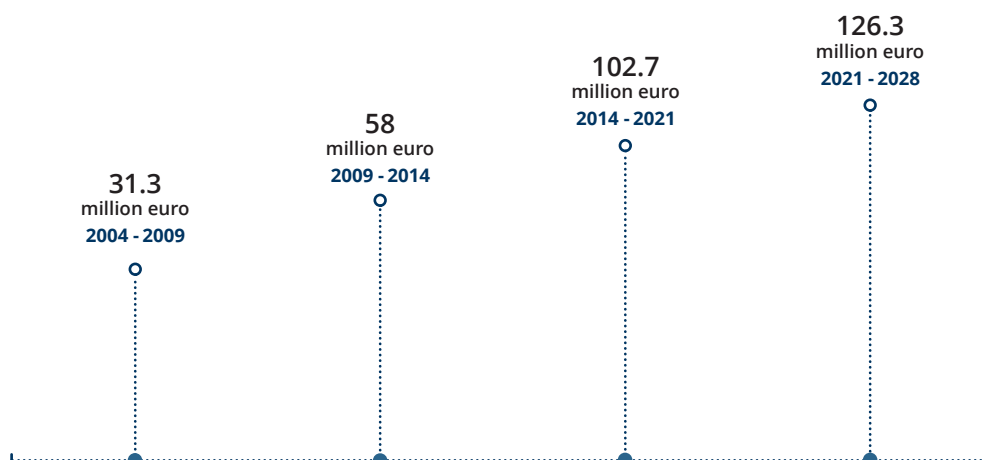 31.3
million euro
2004 - 2009
58
million euro
2009 - 2014
102.7
million euro
2014 - 2021
126.3
million euro
2021 - 2028